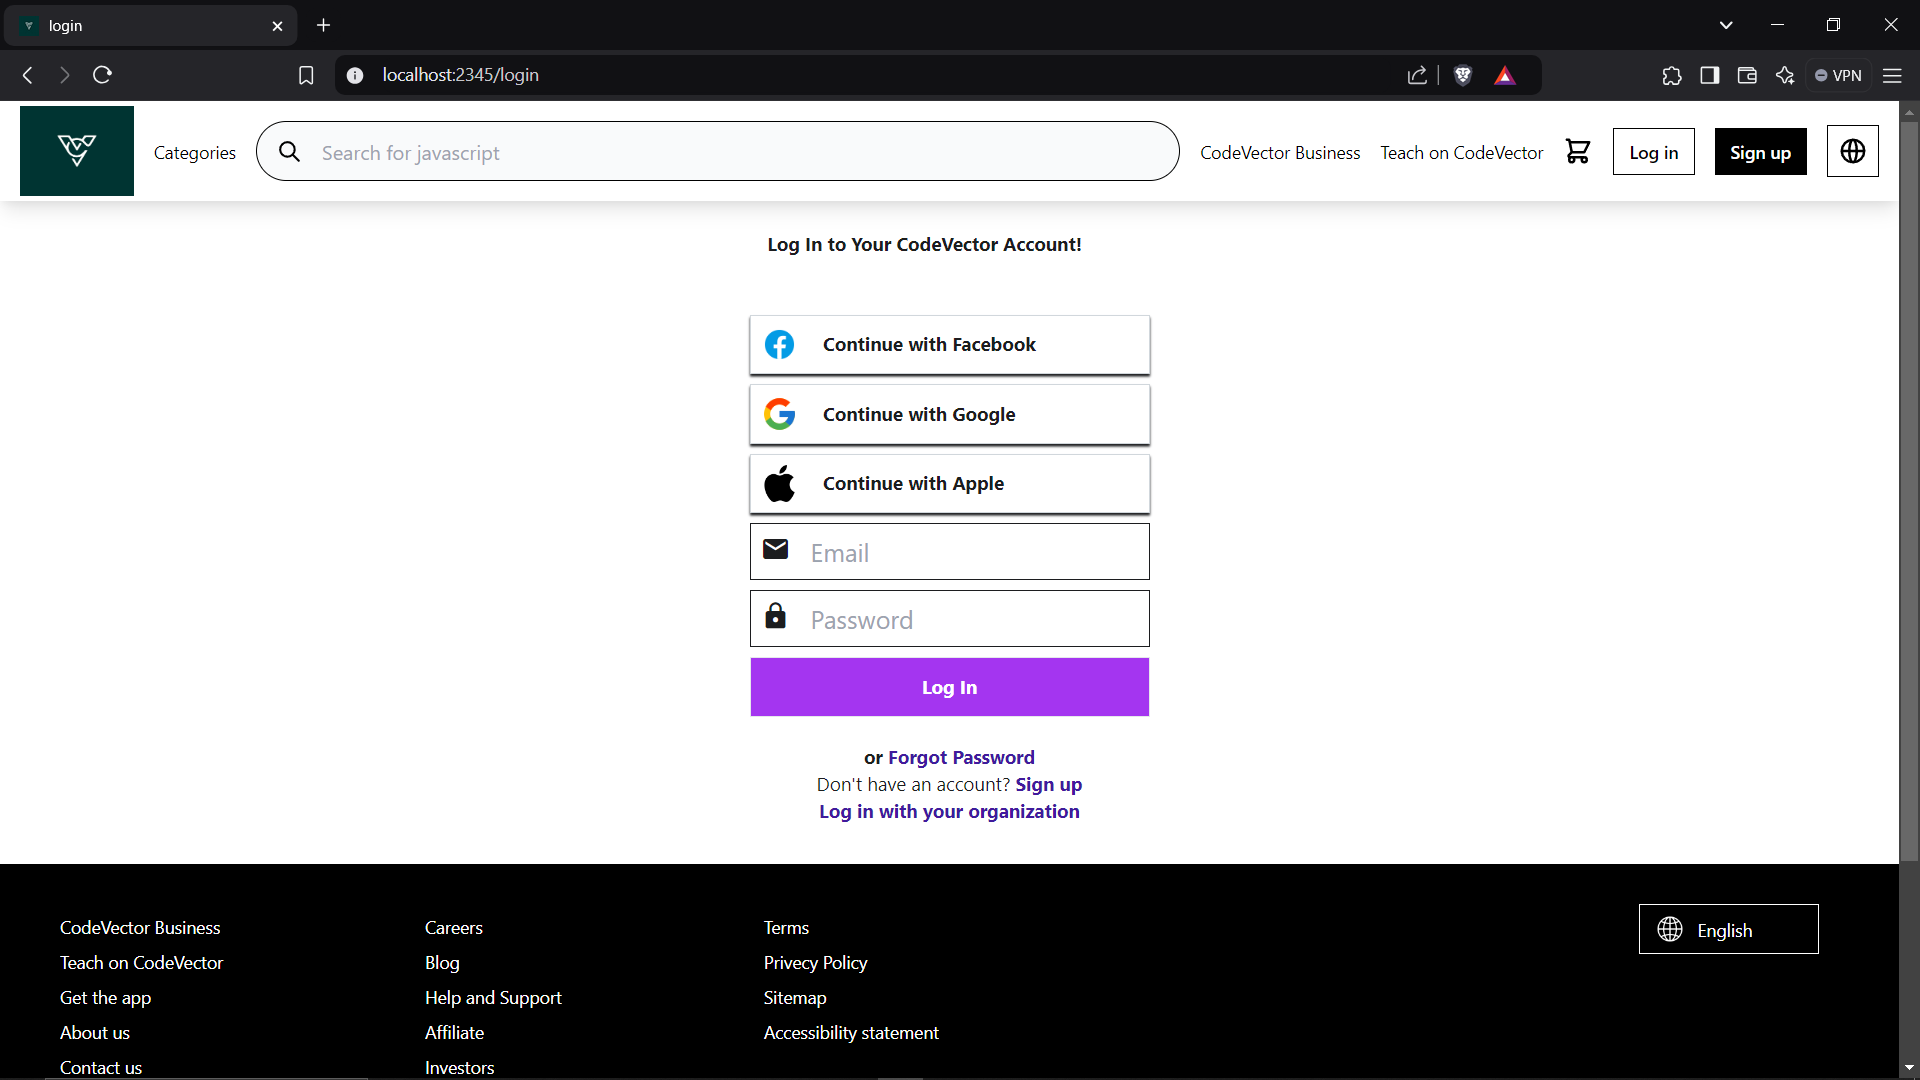 login
localhost:2345/login
VPN
Categories
Search for javascript
CodeVector Business
Teach on CodeVector
Log in
Sign up
Log In to Your CodeVector Account!
Continue with Facebook
Continue with Google
Continue with Apple
Email
Password
Log In
or Forgot Password
Don't have an account? Sign up
Log in with your organization
CodeVector Business
Teach on CodeVector
Get the app
About us
Contact us
Careers
Blog
Help and Support
Affiliate
Investors
Terms
Privecy Policy
Sitemap
Accessibility statement
English